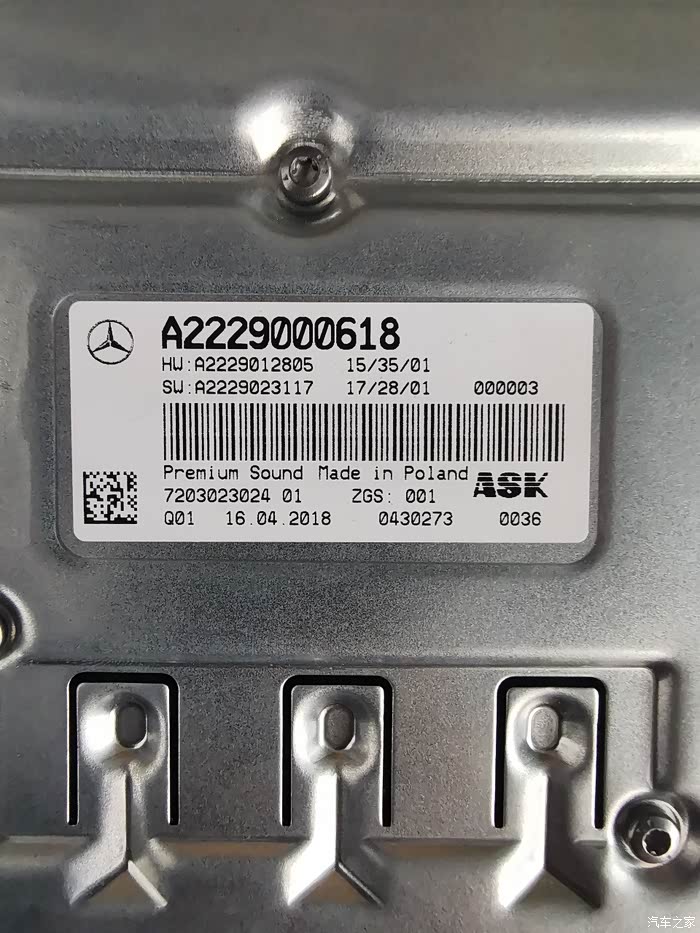 A2229000618
HW:A2229012805 15/35/01
SW:A2229023117 17/28/01 000003
Premium Sound Made in Poland ASK
7203023024 01 ZGS: 001
Q01 16.04.2018 0430273 0036
汽车之家